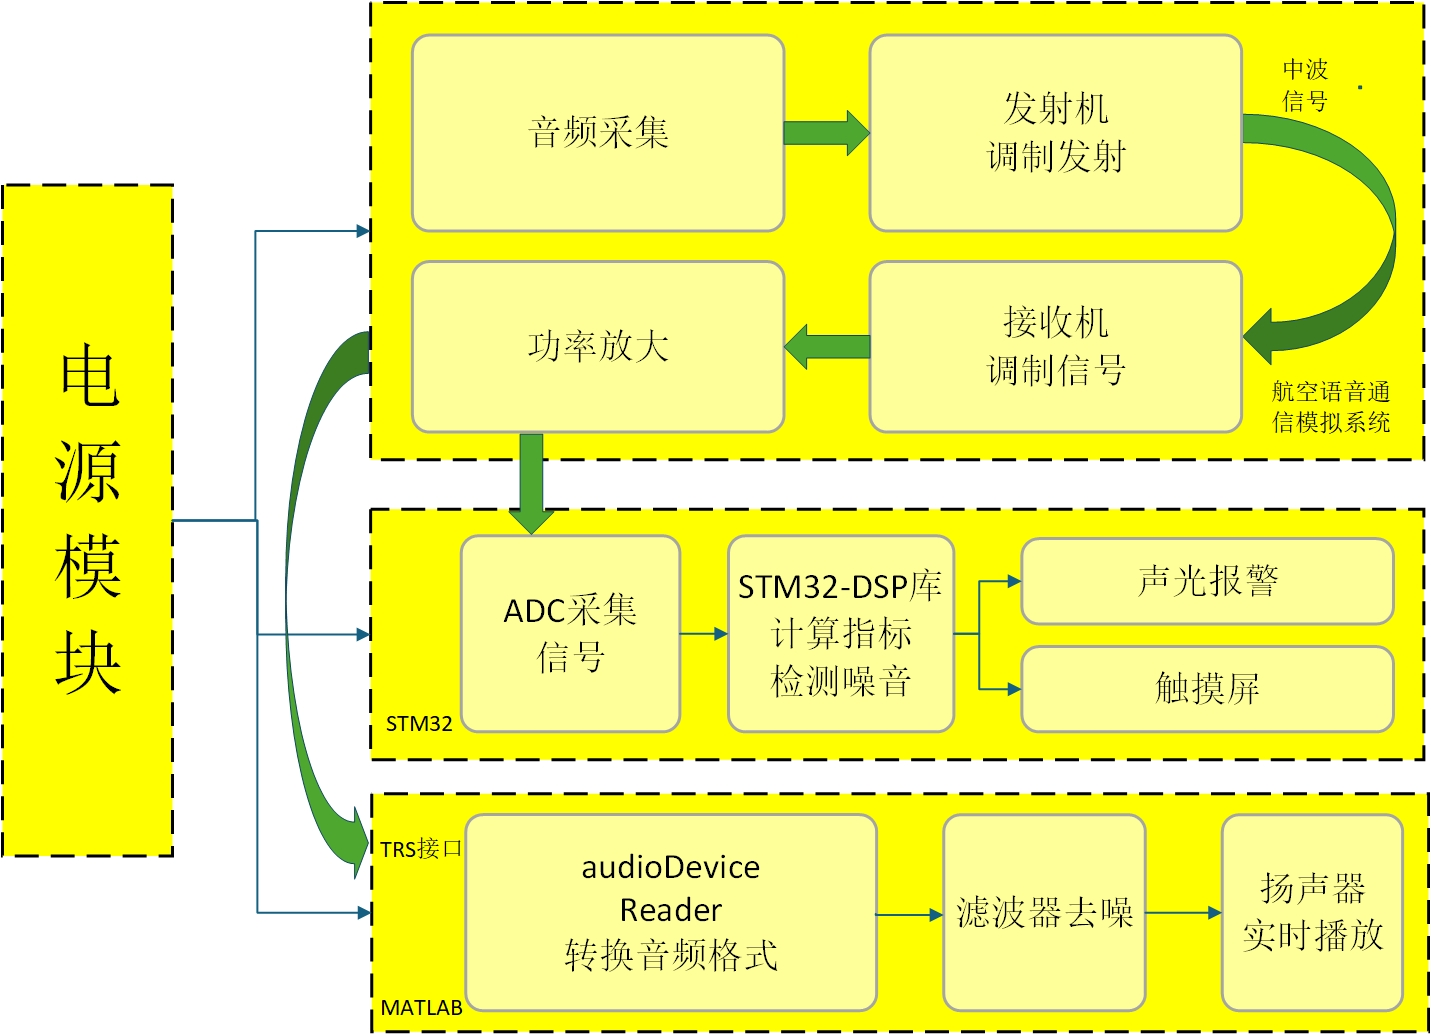 电
源
模
块
音频采集
发射机
调制发射
中波
信号
功率放大
接收机
调制信号
航空语音通
信模拟系统
ADC采集
信号
STM32-DSP库
计算指标
检测噪音
声光报警
触摸屏
STM32
TRS接口
audioDevice
Reader
转换音频格式
滤波器去噪
扬声器
实时播放
MATLAB